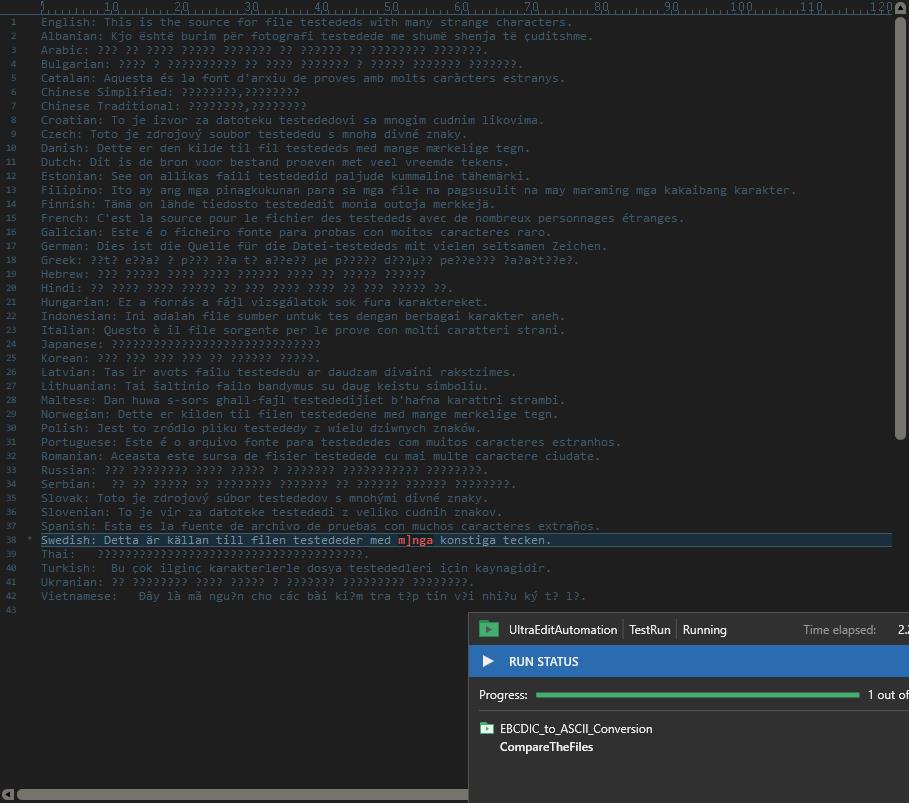 0 10 20 30 40 50 60 70 80 90 100 110 120
1 English: This is the source for file testededs with many strange characters.
2 Albanian: Kjo është burim për fotografi testedede me shumë shenja të çuditshme.
3 Arabic: ??? ?? ???? ????? ??????? ?? ?????? ?? ???????? ???????.
4 Bulgarian: ???? ? ?????????? ?? ???? ??????? ? ????? ??????? ???????.
5 Catalan: Aquesta és la font d'arxiu de proves amb molts caràcters estranys.
6 Chinese Simplified: ????????,????????
7 Chinese Traditional: ????????,????????
8 Croatian: To je izvor za datoteku testededovi sa mnogim cudnim likovima.
9 Czech: Toto je zdrojový soubor testededu s mnoha divné znaky.
10 Danish: Dette er den kilde til fil testededs med mange mærkelige tegn.
11 Dutch: Dit is de bron voor bestand proeven met veel vreemde tekens.
12 Estonian: See on allikas faili testededid paljude kummaline tähemärki.
13 Filipino: Ito ay ang mga pinagkukunan para sa mga file na pagsusulit na may maraming mga kakaibang karakter.
14 Finnish: Tämä on lähde tiedosto testededit monia outoja merkkejä.
15 French: C'est la source pour le fichier des testededs avec de nombreux personnages étranges.
16 Galician: Este é o ficheiro fonte para probas con moitos caracteres raro.
17 German: Dies ist die Quelle für die Datei-testededs mit vielen seltsamen Zeichen.
18 Greek: ??t? e??a? ? p??? ??a t? a??e?? µe p????? d???µ?? pe??e??? ?a?a?t??e?.
19 Hebrew: ??? ????? ???? ???? ?????? ???? ?? ????? ??????
20 Hindi: ?? ???? ???? ????? ?? ??? ???? ???? ?? ??? ????? ??.
21 Hungarian: Ez a forrás a fájl vizsgálatok sok fura karaktereket.
22 Indonesian: Ini adalah file sumber untuk tes dengan berbagai karakter aneh.
23 Italian: Questo è il file sorgente per le prove con molti caratteri strani.
24 Japanese: ??????????????????????????????
25 Korean: ??? ??? ??? ??? ?? ?????? ?????.
26 Latvian: Tas ir avots failu testededu ar daudzam divaini rakstzimes.
27 Lithuanian: Tai šaltinio failo bandymus su daug keistu simboliu.
28 Maltese: Dan huwa s-sors ghall-fajl testededijiet b'hafna karattri strambi.
29 Norwegian: Dette er kilden til filen testededene med mange merkelige tegn.
30 Polish: Jest to zródlo pliku testededy z wielu dziwnych znaków.
31 Portuguese: Este é o arquivo fonte para testededes com muitos caracteres estranhos.
32 Romanian: Aceasta este sursa de fisier testedede cu mai multe caractere ciudate.
33 Russian: ??? ???????? ???? ????? ? ??????? ??????????? ????????.
34 Serbian: ?? ?? ????? ?? ???????? ??????? ?? ?????? ?????? ????????.
35 Slovak: Toto je zdrojový súbor testededov s mnohými divné znaky.
36 Slovenian: To je vir za datoteke testededi z veliko cudnih znakov.
37 Spanish: Esta es la fuente de archivo de pruebas con muchos caracteres extraños.
38 * Swedish: Detta är källan till filen testededer med m]nga konstiga tecken.
39 Thai: ??????????????????????????????????????.
40 Turkish: Bu çok ilginç karakterlerle dosya testededleri için kaynagidir.
41 Ukranian: ?? ???????? ???? ????? ? ??????? ????????? ????????.
42 Vietnamese: Ðây là mã ngu?n cho các bài ki?m tra t?p tin v?i nhi?u ký t? l?.
43
UltraEditAutomation TestRun Running Time elapsed: 2.2
RUN STATUS
Progress: 1 out of
EBCDIC_to_ASCII_Conversion
CompareTheFiles